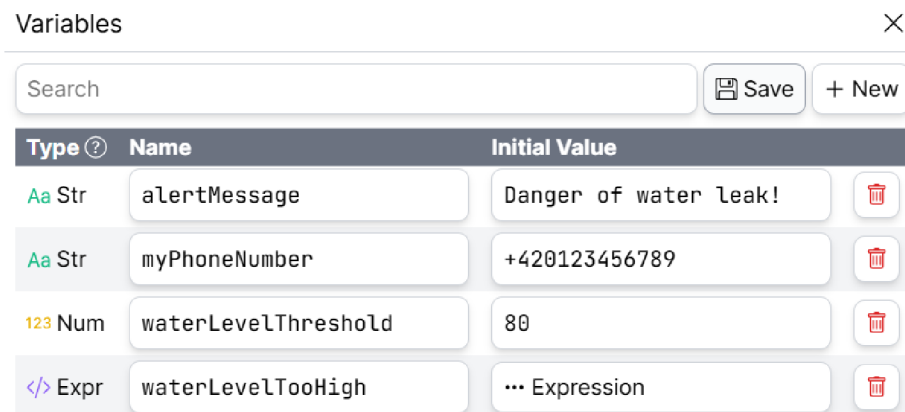 Variables
Search Save + New
Type ? Name Initial Value
Aa Str alertMessage Danger of water leak!
Aa Str myPhoneNumber +420123456789
123 Num waterLevelThreshold 80
</> Expr waterLevelTooHigh ••• Expression